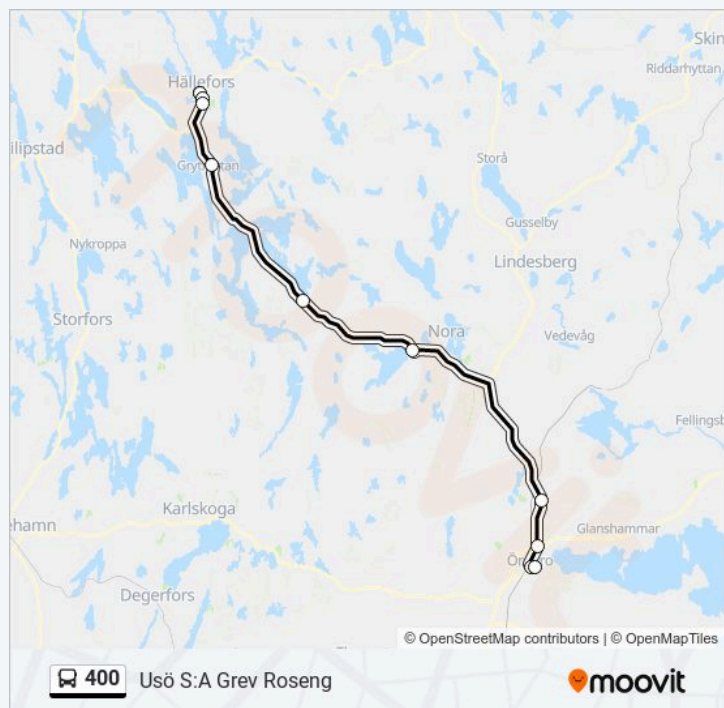 Skin
Hällefors
Riddarhyttan
ilipstad
Storå
Gusselby
Nykroppa
Lindesberg
Storfors
Nora
Vedevåg
Fellingsb
Karlskoga
ehamn
Glanshammar
Degerfors
© OpenStreetMap contributors | © OpenMapTiles
400 Usö S:A Grev Roseng
moovit